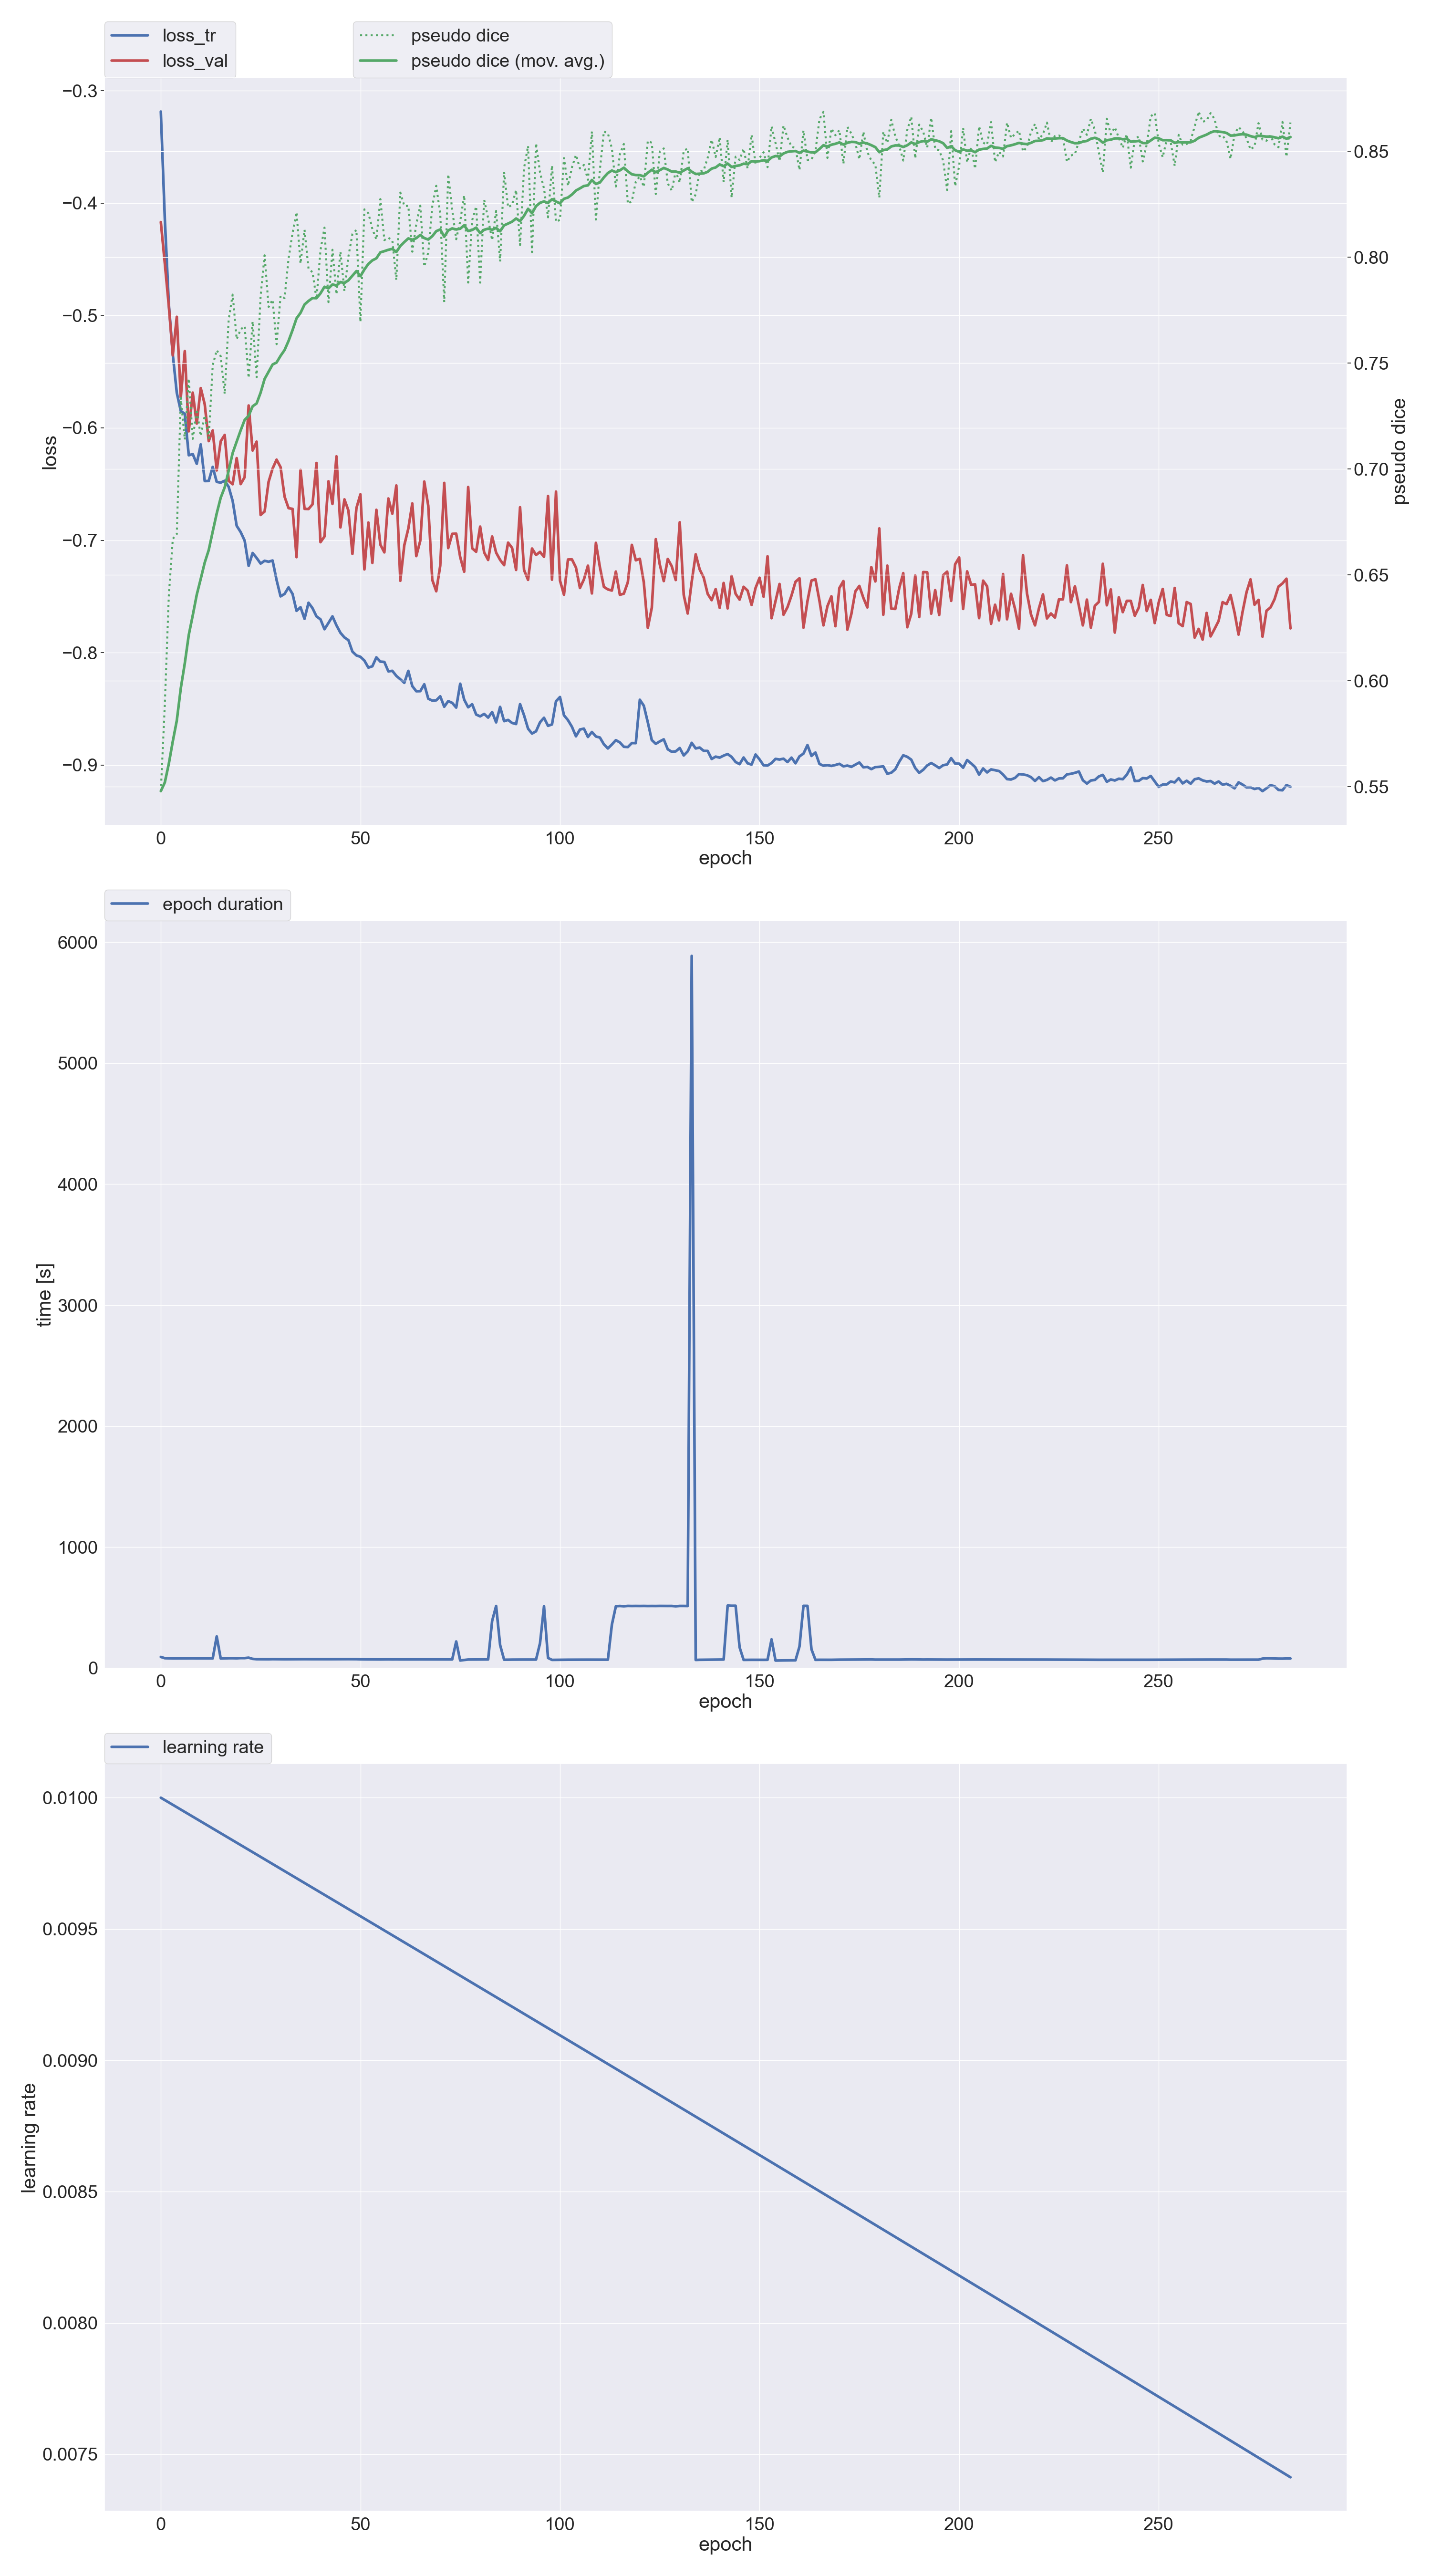 loss_tr
loss_val
pseudo dice
pseudo dice (mov. avg.)
−0.3
−0.4
−0.5
−0.6
−0.7
−0.8
−0.9
loss
0.85
0.80
0.75
0.70
0.65
0.60
0.55
pseudo dice
0 50 100 150 200 250
epoch
epoch duration
6000
5000
4000
3000
2000
1000
0
time [s]
0 50 100 150 200 250
epoch
learning rate
0.0100
0.0095
0.0090
0.0085
0.0080
0.0075
learning rate
0 50 100 150 200 250
epoch